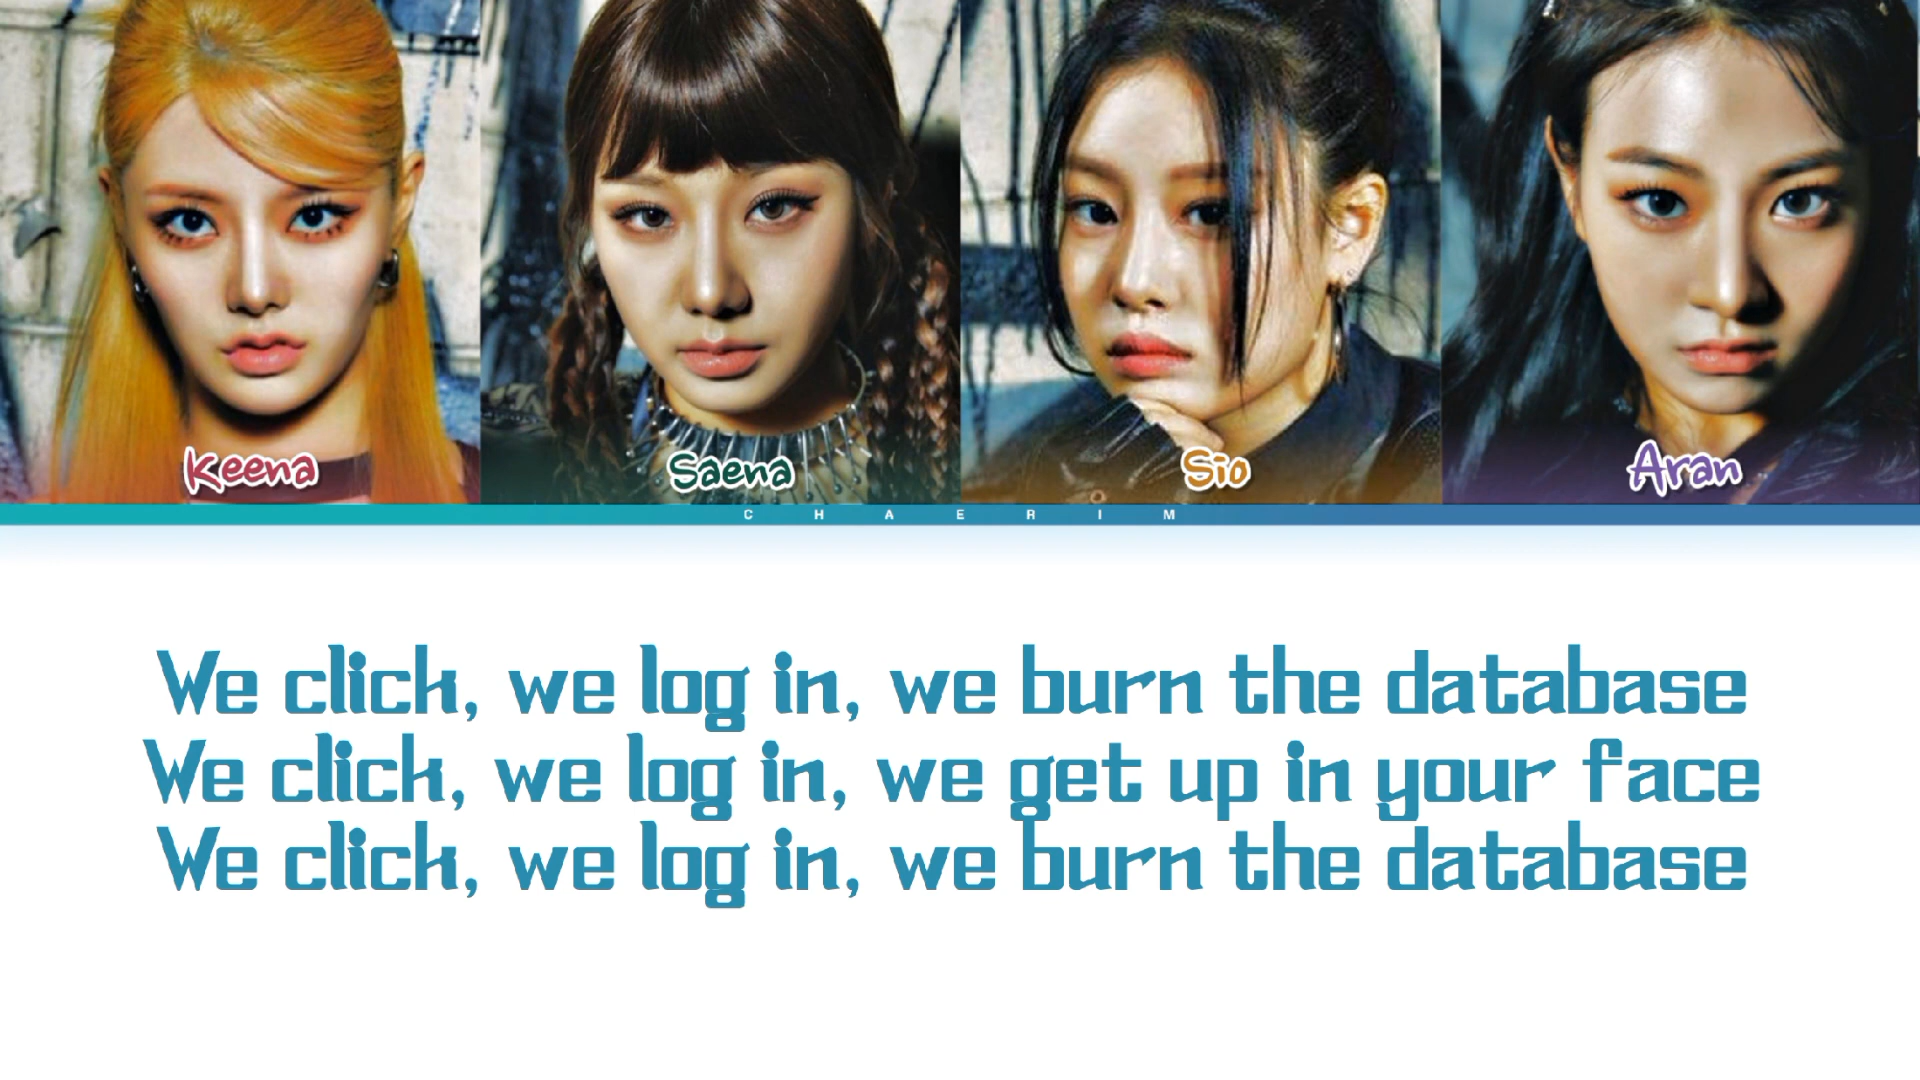 Keena
Saena
Sio
Aran
CHAERIM
We click, we log in, we burn the database
We click, we log in, we get up in your face
We click, we log in, we burn the database